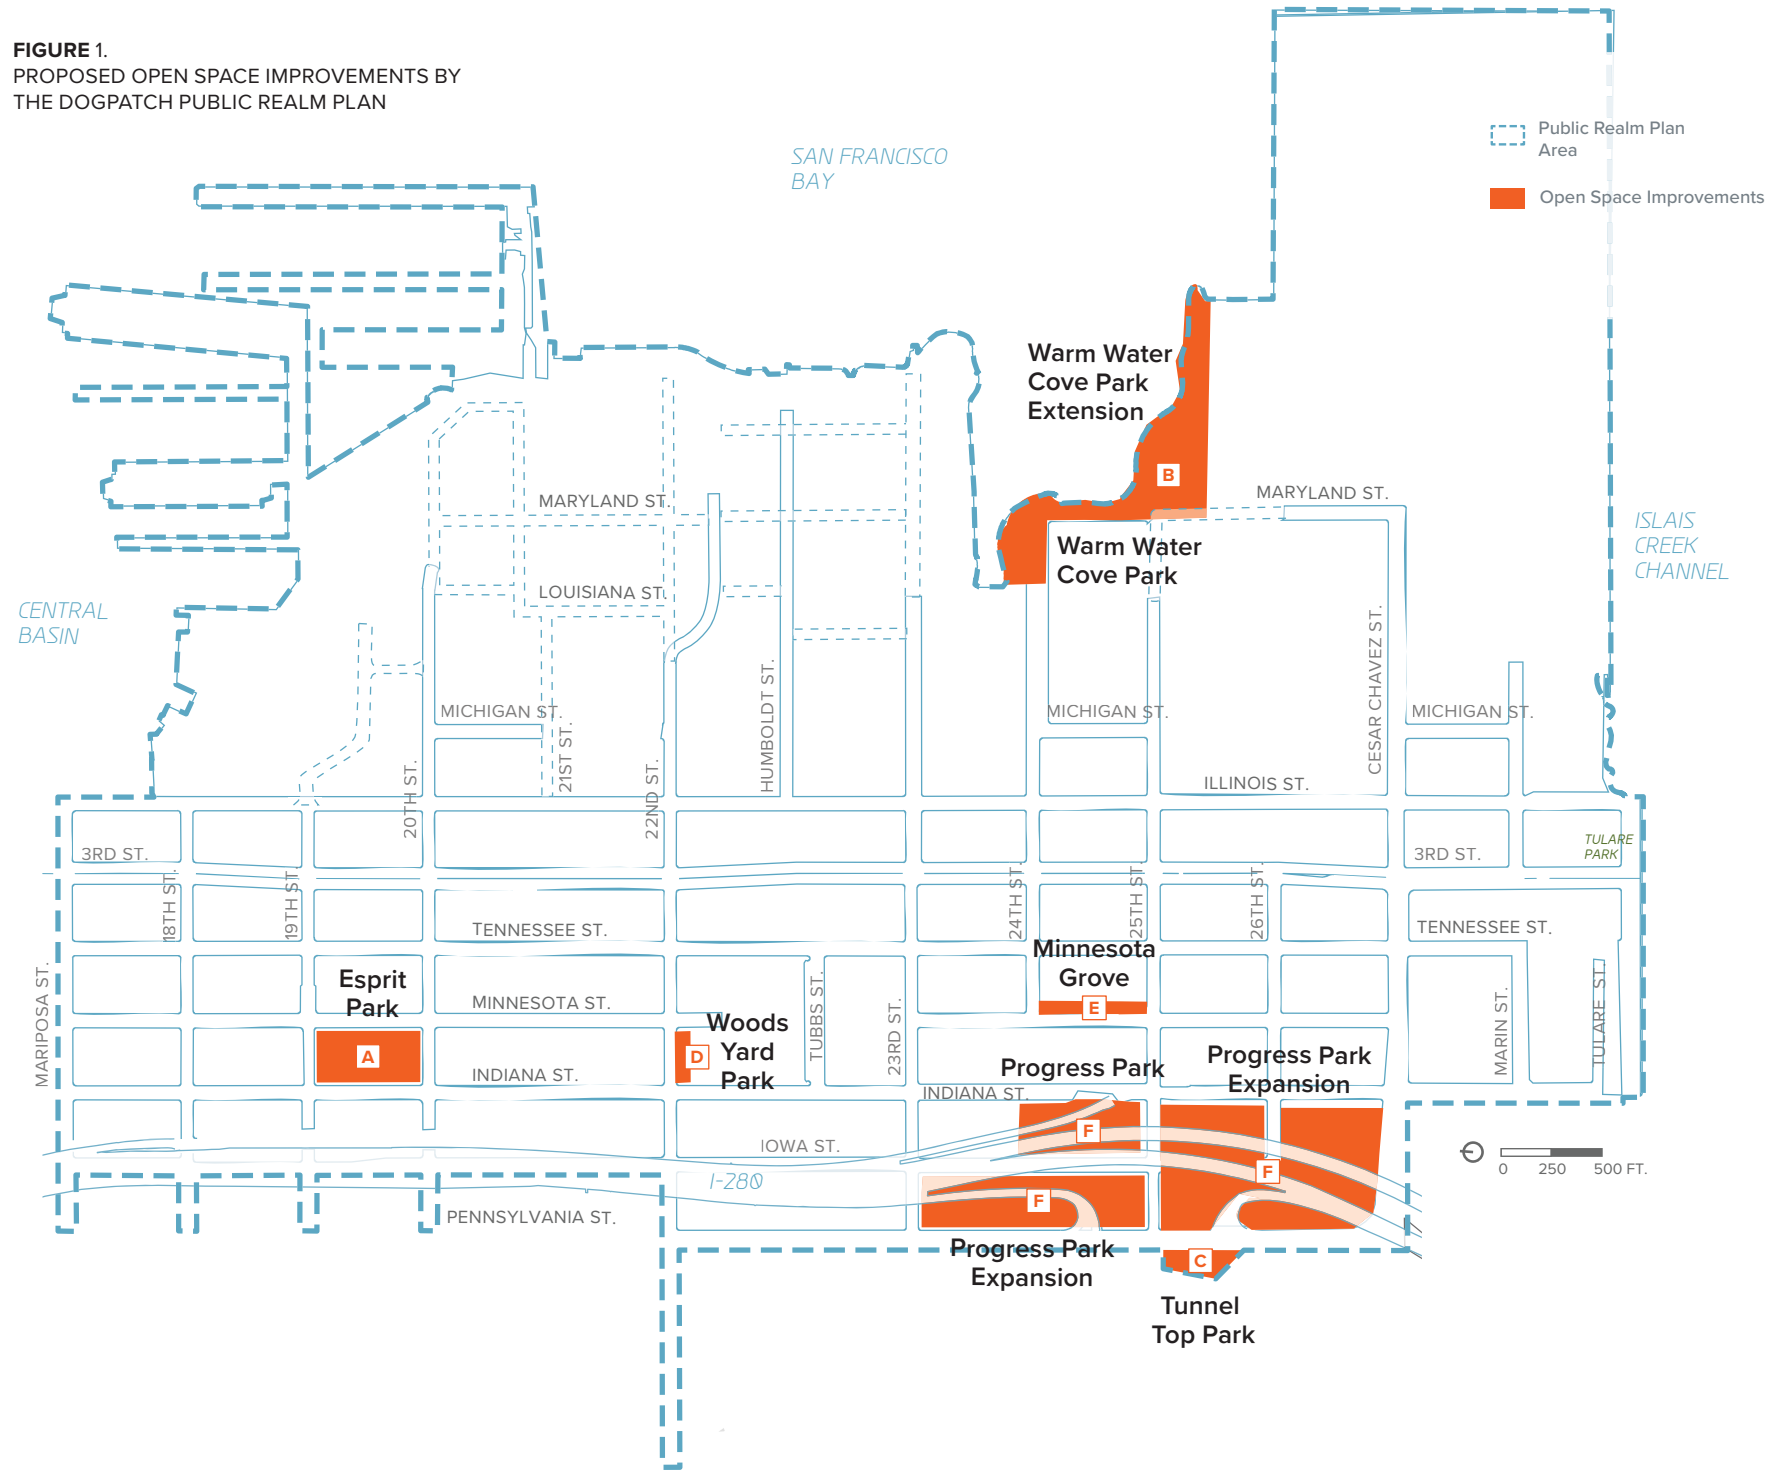 FIGURE 1.
PROPOSED OPEN SPACE IMPROVEMENTS BY
THE DOGPATCH PUBLIC REALM PLAN
Public Realm Plan
Area
Open Space Improvements
SAN FRANCISCO
BAY
Warm Water
Cove Park
Extension
B
MARYLAND ST.
MARYLAND ST.
ISLAIS
CREEK
CHANNEL
Warm Water
Cove Park
CENTRAL
BASIN
LOUISIANA ST.
CESAR CHAVEZ ST.
HUMBOLDT ST.
MICHIGAN ST.
MICHIGAN ST.
MICHIGAN ST.
21ST ST.
20TH ST.
22ND ST.
ILLINOIS ST.
3RD ST.
3RD ST.
TULARE
PARK
18TH ST.
19TH ST.
24TH ST.
25TH ST.
26TH ST.
TENNESSEE ST.
TENNESSEE ST.
Minnesota
Grove
E
Esprit
Park
A
MINNESOTA ST.
MARIPOSA ST.
TUBBS ST.
23RD ST.
MARIN ST.
TULARE ST.
Woods
Yard
Park
D
INDIANA ST.
INDIANA ST.
Progress Park
Progress Park
Expansion
F
F
F
IOWA ST.
I-280
PENNSYLVANIA ST.
Progress Park
Expansion
C
Tunnel
Top Park
0 250 500 FT.